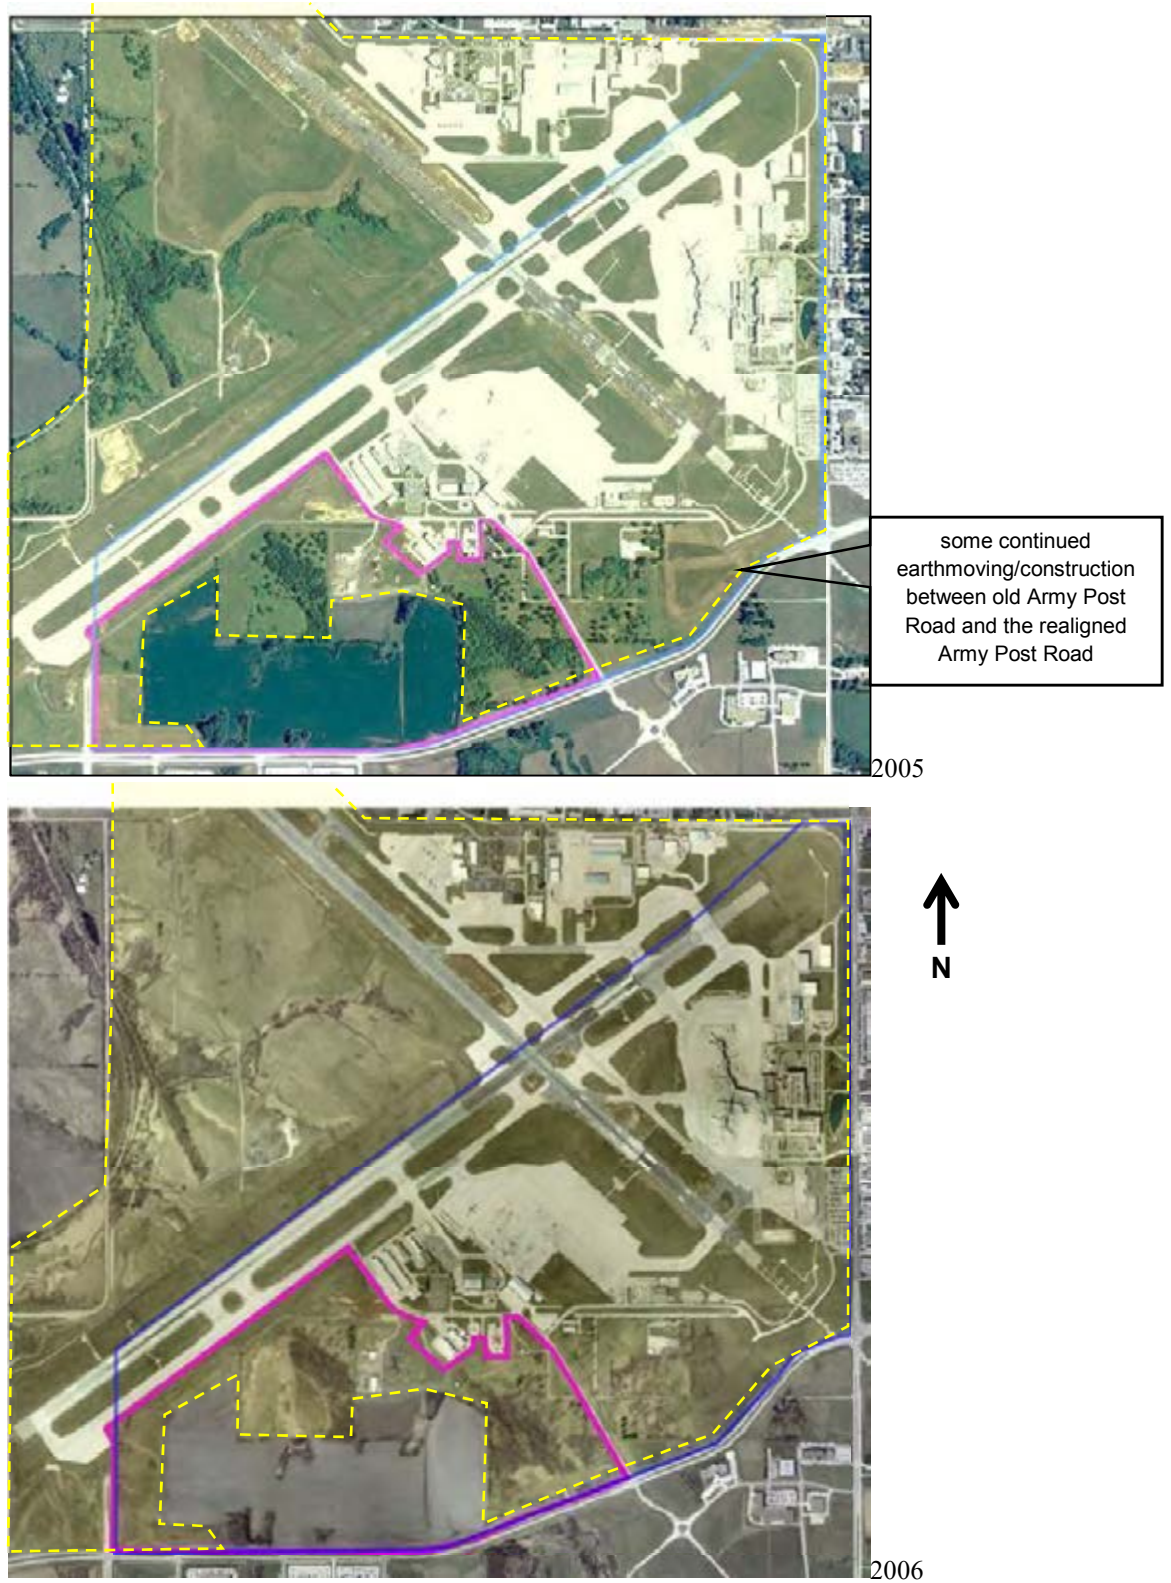 some continued
earthmoving/construction
between old Army Post
Road and the realigned
Army Post Road
2005
N
2006